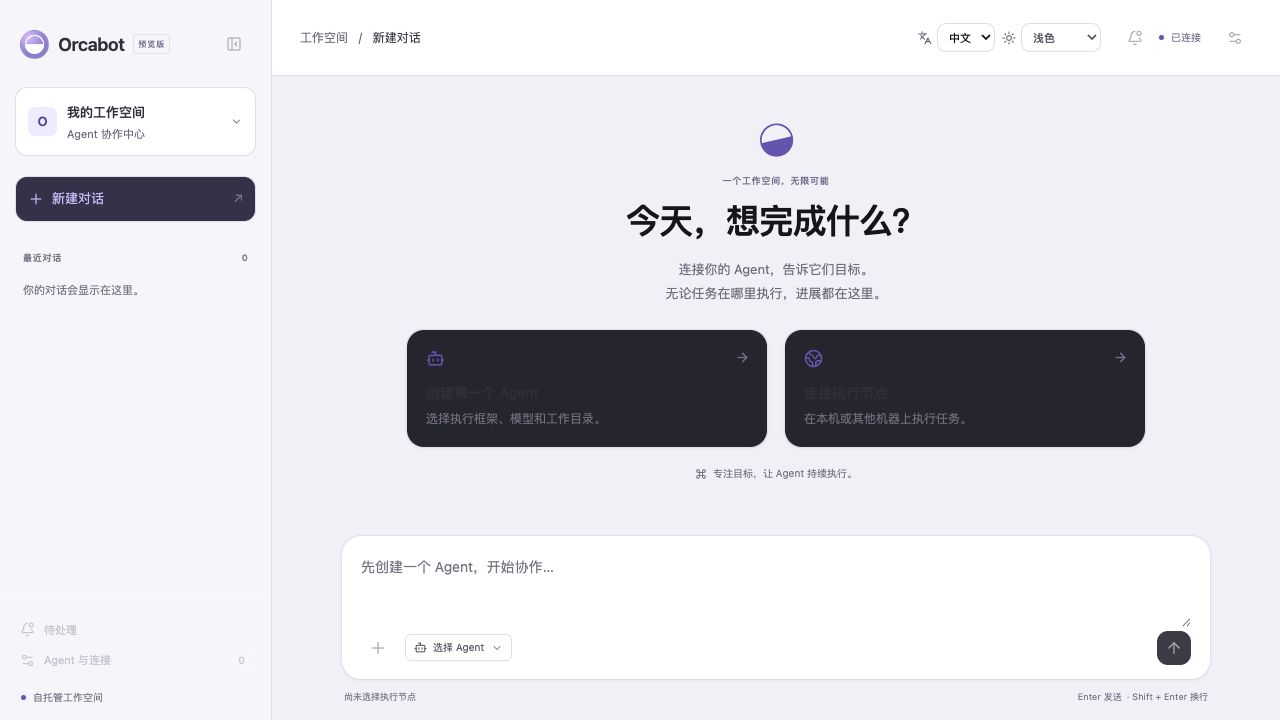 Orcabot 预览版
工作空间 / 新建对话
中文
浅色
已连接
O
我的工作空间
Agent 协作中心
新建对话
最近对话 0
你的对话会显示在这里。
一个工作空间，无限可能
今天，想完成什么？
连接你的 Agent，告诉它们目标。
无论任务在哪里执行，进展都在这里。
创建第一个 Agent
选择执行框架、模型和工作目录。
连接执行节点
在本机或其他机器上执行任务。
专注目标，让 Agent 持续执行。
先创建一个 Agent，开始协作...
选择 Agent
待处理
Agent 与连接 0
自托管工作空间
尚未选择执行节点
Enter 发送 · Shift + Enter 换行